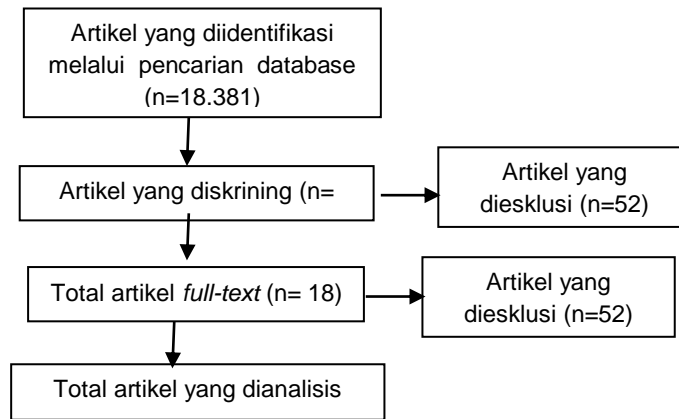 Artikel yang diidentifikasi
melalui pencarian database
(n=18.381)
Artikel yang diskrining (n=
Artikel yang
diesklusi (n=52)
Total artikel full-text (n= 18)
Artikel yang
diesklusi (n=52)
Total artikel yang dianalisis